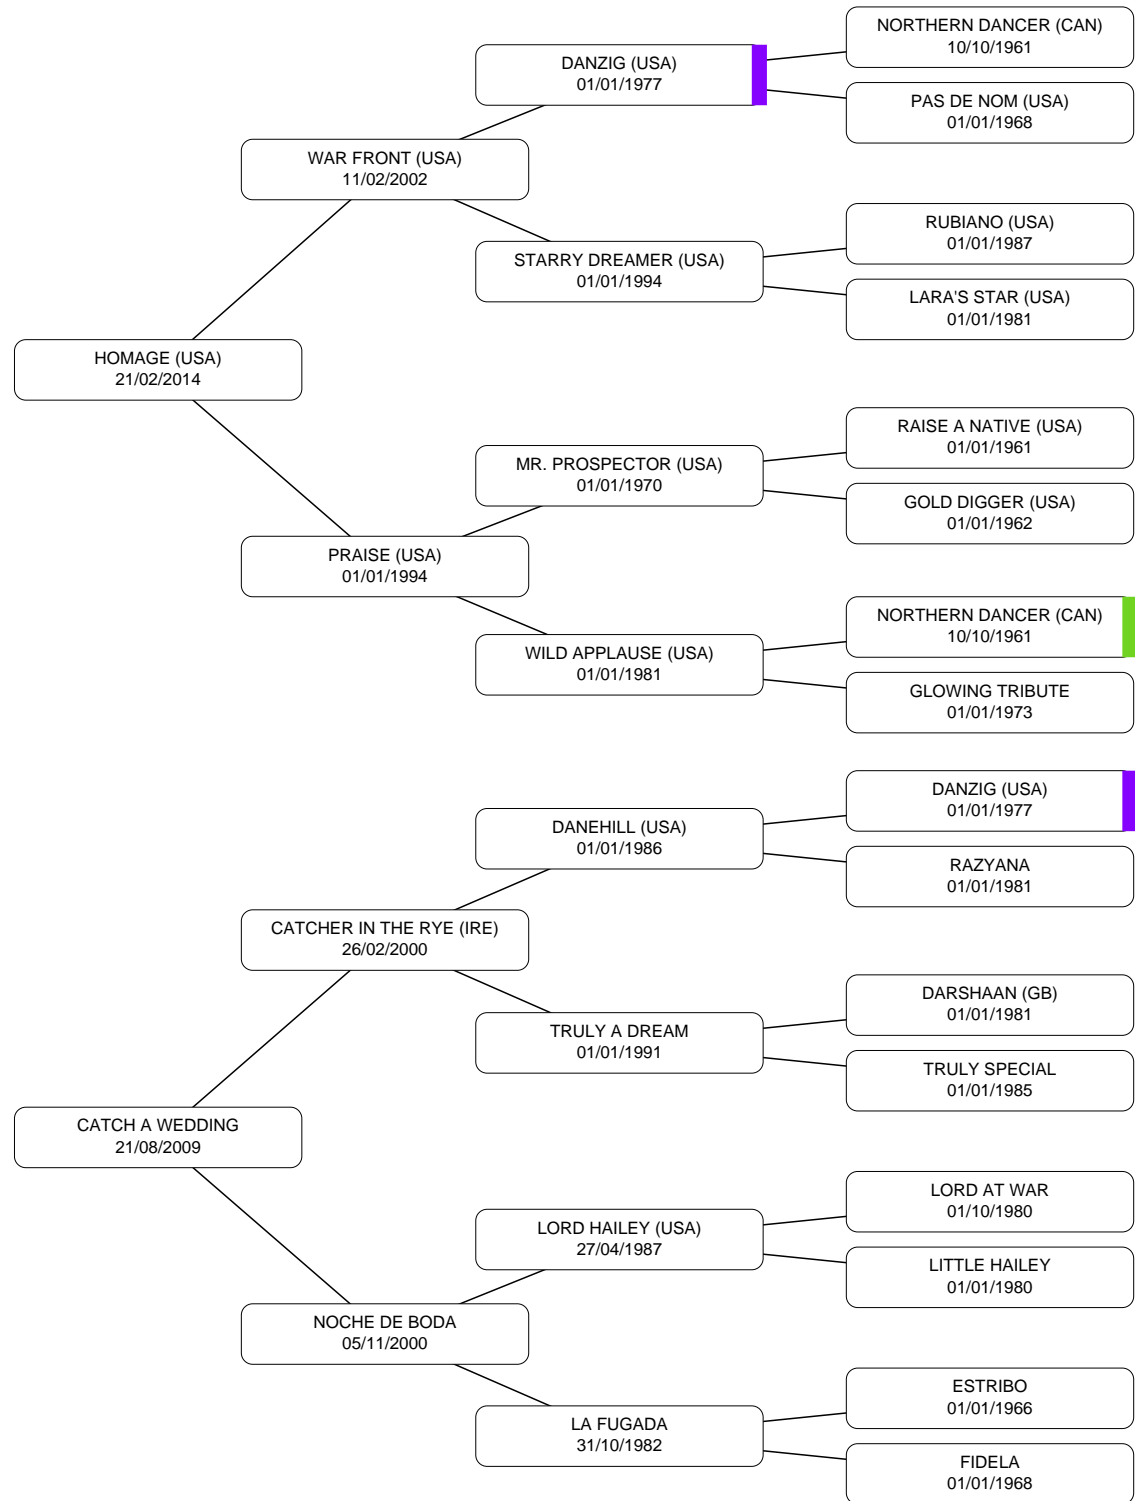 NORTHERN DANCER (CAN)
10/10/1961
DANZIG (USA)
01/01/1977
PAS DE NOM (USA)
01/01/1968
WAR FRONT (USA)
11/02/2002
RUBIANO (USA)
01/01/1987
STARRY DREAMER (USA)
01/01/1994
LARA'S STAR (USA)
01/01/1981
HOMAGE (USA)
21/02/2014
RAISE A NATIVE (USA)
01/01/1961
MR. PROSPECTOR (USA)
01/01/1970
GOLD DIGGER (USA)
01/01/1962
PRAISE (USA)
01/01/1994
NORTHERN DANCER (CAN)
10/10/1961
WILD APPLAUSE (USA)
01/01/1981
GLOWING TRIBUTE
01/01/1973
DANZIG (USA)
01/01/1977
DANEHILL (USA)
01/01/1986
RAZYANA
01/01/1981
CATCHER IN THE RYE (IRE)
26/02/2000
DARSHAAN (GB)
01/01/1981
TRULY A DREAM
01/01/1991
TRULY SPECIAL
01/01/1985
CATCH A WEDDING
21/08/2009
LORD AT WAR
01/10/1980
LORD HAILEY (USA)
27/04/1987
LITTLE HAILEY
01/01/1980
NOCHE DE BODA
05/11/2000
ESTRIBO
01/01/1966
LA FUGADA
31/10/1982
FIDELA
01/01/1968